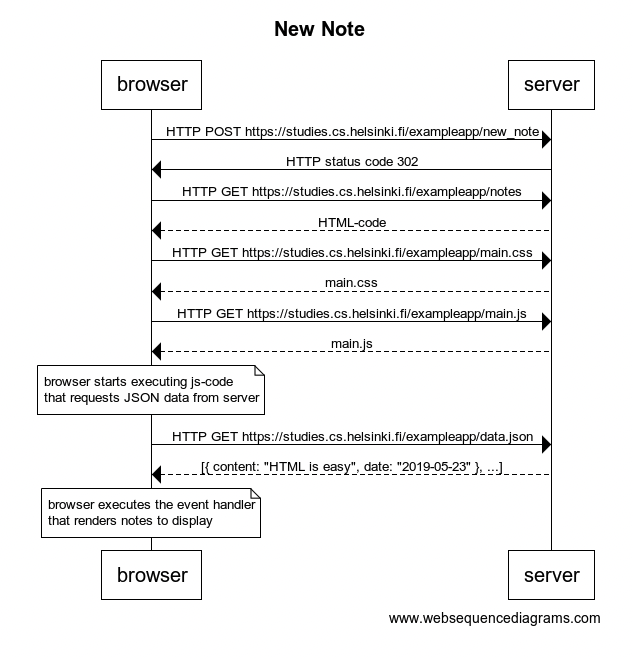 New Note
browser
server
HTTP POST https://studies.cs.helsinki.fi/exampleapp/new_note
HTTP status code 302
HTTP GET https://studies.cs.helsinki.fi/exampleapp/notes
HTML-code
HTTP GET https://studies.cs.helsinki.fi/exampleapp/main.css
main.css
HTTP GET https://studies.cs.helsinki.fi/exampleapp/main.js
main.js
browser starts executing js-code
that requests JSON data from server
HTTP GET https://studies.cs.helsinki.fi/exampleapp/data.json
[{ content: "HTML is easy", date: "2019-05-23" }, ...]
browser executes the event handler
that renders notes to display
browser
server
www.websequencediagrams.com